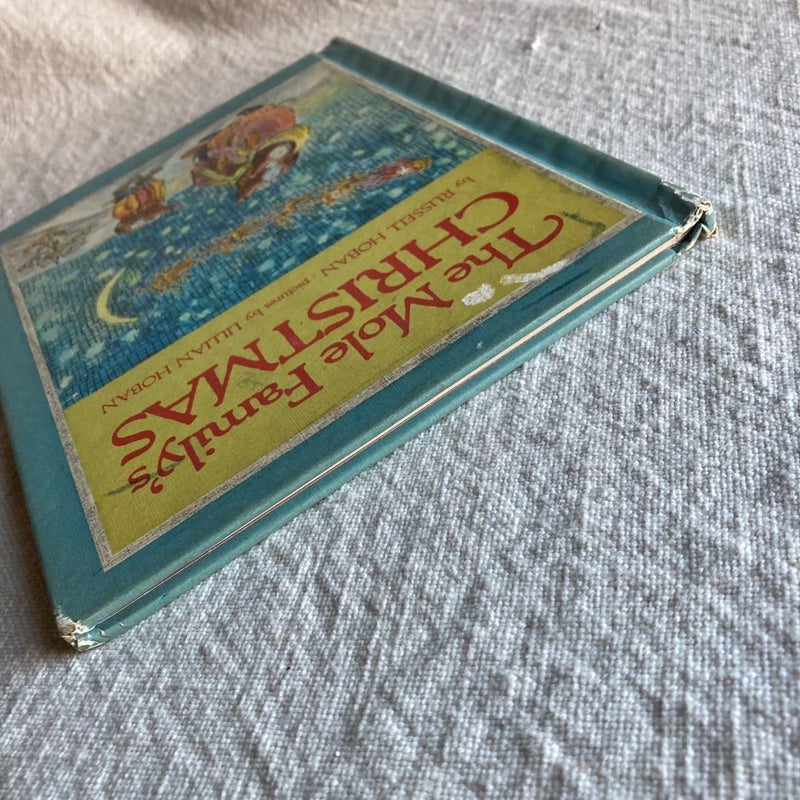 The Mole Family's
CHRISTMAS
by RUSSELL HOBAN pictures by LILLIAN HOBAN